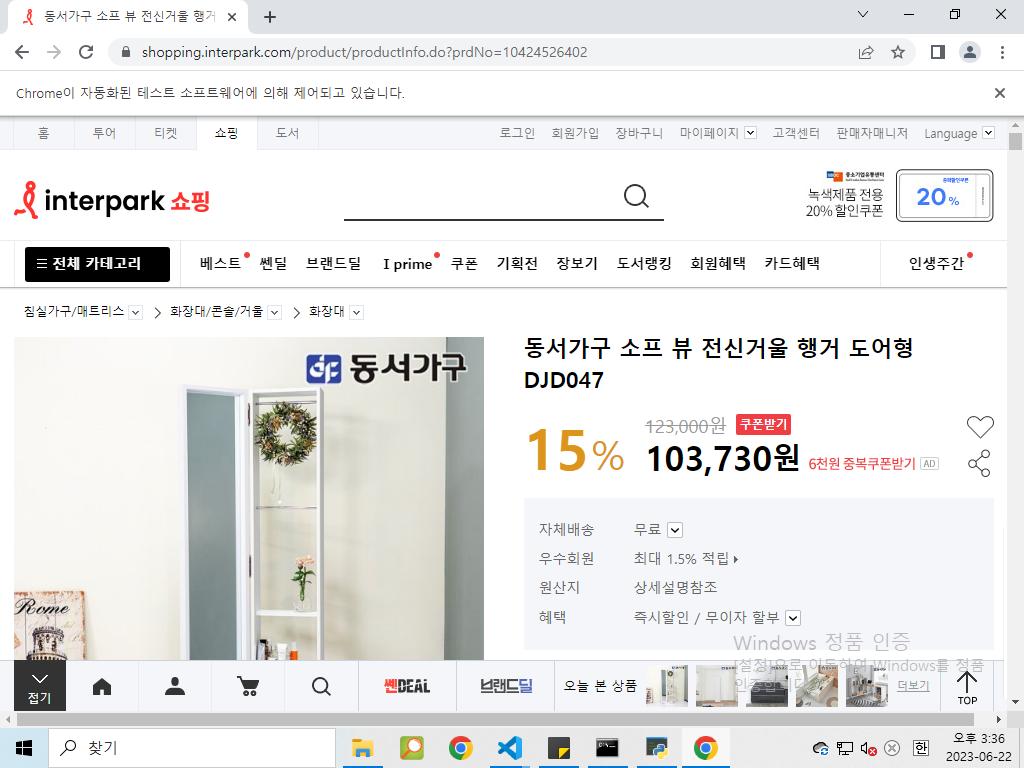 동서가구 소프 뷰 전신거울 행거
shopping.interpark.com/product/productInfo.do?prdNo=10424526402
Chrome이 자동화된 테스트 소프트웨어에 의해 제어되고 있습니다.
홈 투어 티켓 쇼핑 도서 로그인 회원가입 장바구니 마이페이지 고객센터 판매자매니저 Language
interpark 쇼핑
중소기업유통센터
녹색제품 전용
20% 할인쿠폰
중복할인쿠폰
20%
전체 카테고리 베스트 쎈딜 브랜드딜 I prime 쿠폰 기획전 장보기 도서랭킹 회원혜택 카드혜택 인생주간
침실가구/매트리스 화장대/콘솔/거울 화장대
동서가구
Rome
동서가구 소프 뷰 전신거울 행거 도어형
DJD047
15%
123,000원 쿠폰받기
103,730원 6천원 중복쿠폰받기 AD
자체배송 무료
우수회원 최대 1.5% 적립
원산지 상세설명참조
혜택 즉시할인 / 무이자 할부
Windows 정품 인증
[설정]으로 이동하여 Windows를 정품
인증합니다.
접기 쎈DEAL 브랜드딜 오늘 본 상품 더보기 TOP
찾기
한
오후 3:36
2023-06-22